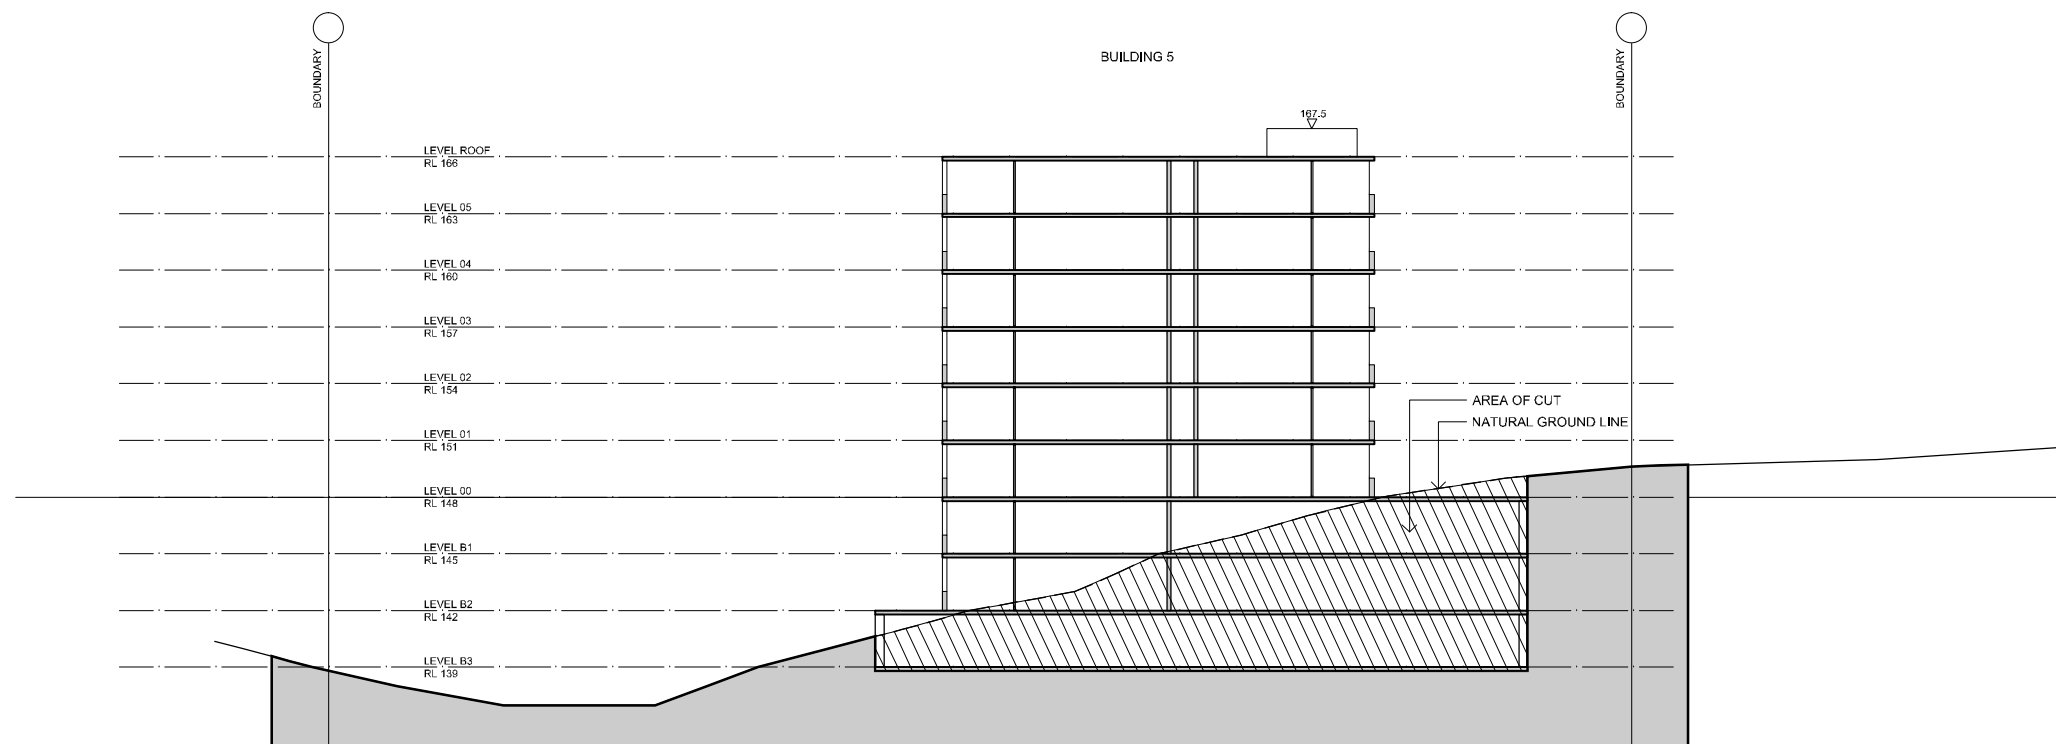 BOUNDARY
BUILDING 5
BOUNDARY
167.5
LEVEL ROOF
RL 166
LEVEL 05
RL 163
LEVEL 04
RL 160
LEVEL 03
RL 157
LEVEL 02
RL 154
AREA OF CUT
NATURAL GROUND LINE
LEVEL 01
RL 151
LEVEL 00
RL 148
LEVEL B1
RL 145
LEVEL B2
RL 142
LEVEL B3
RL 139